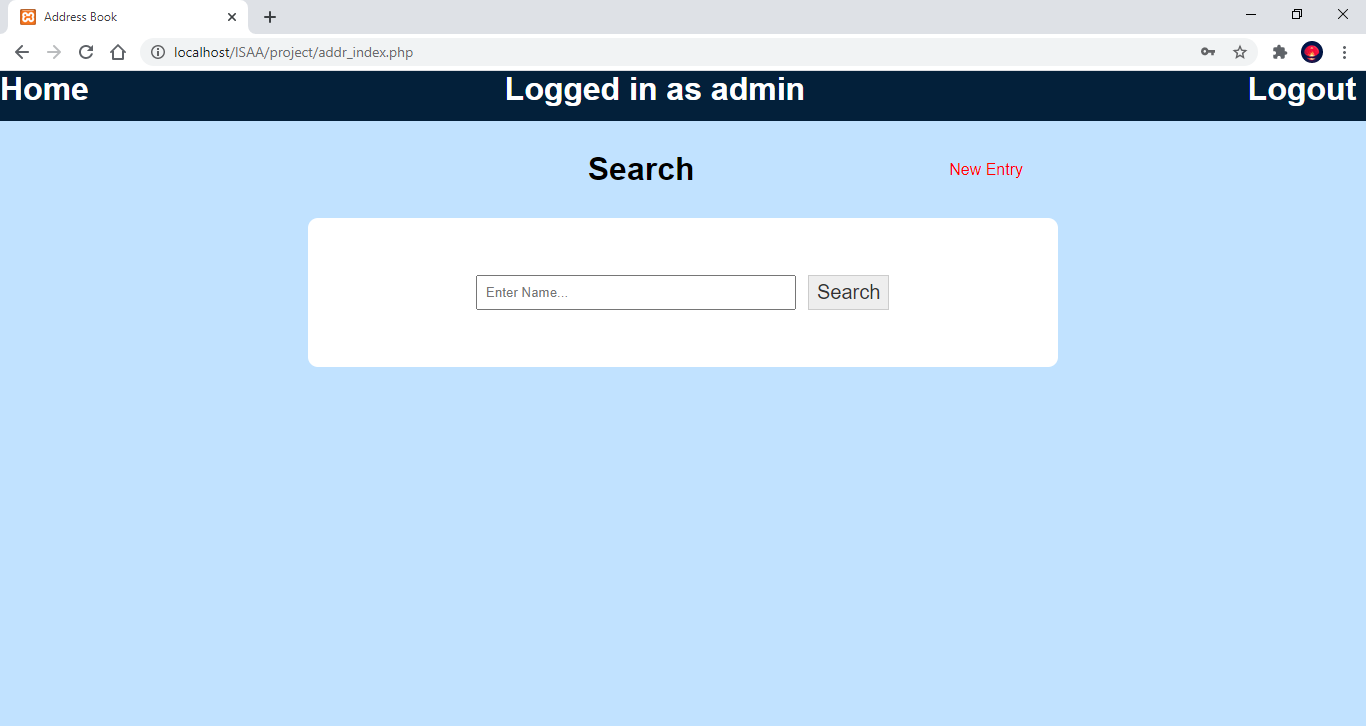 Address Book
localhost/ISAA/project/addr_index.php
Home Logged in as admin Logout
Search New Entry
Enter Name... Search